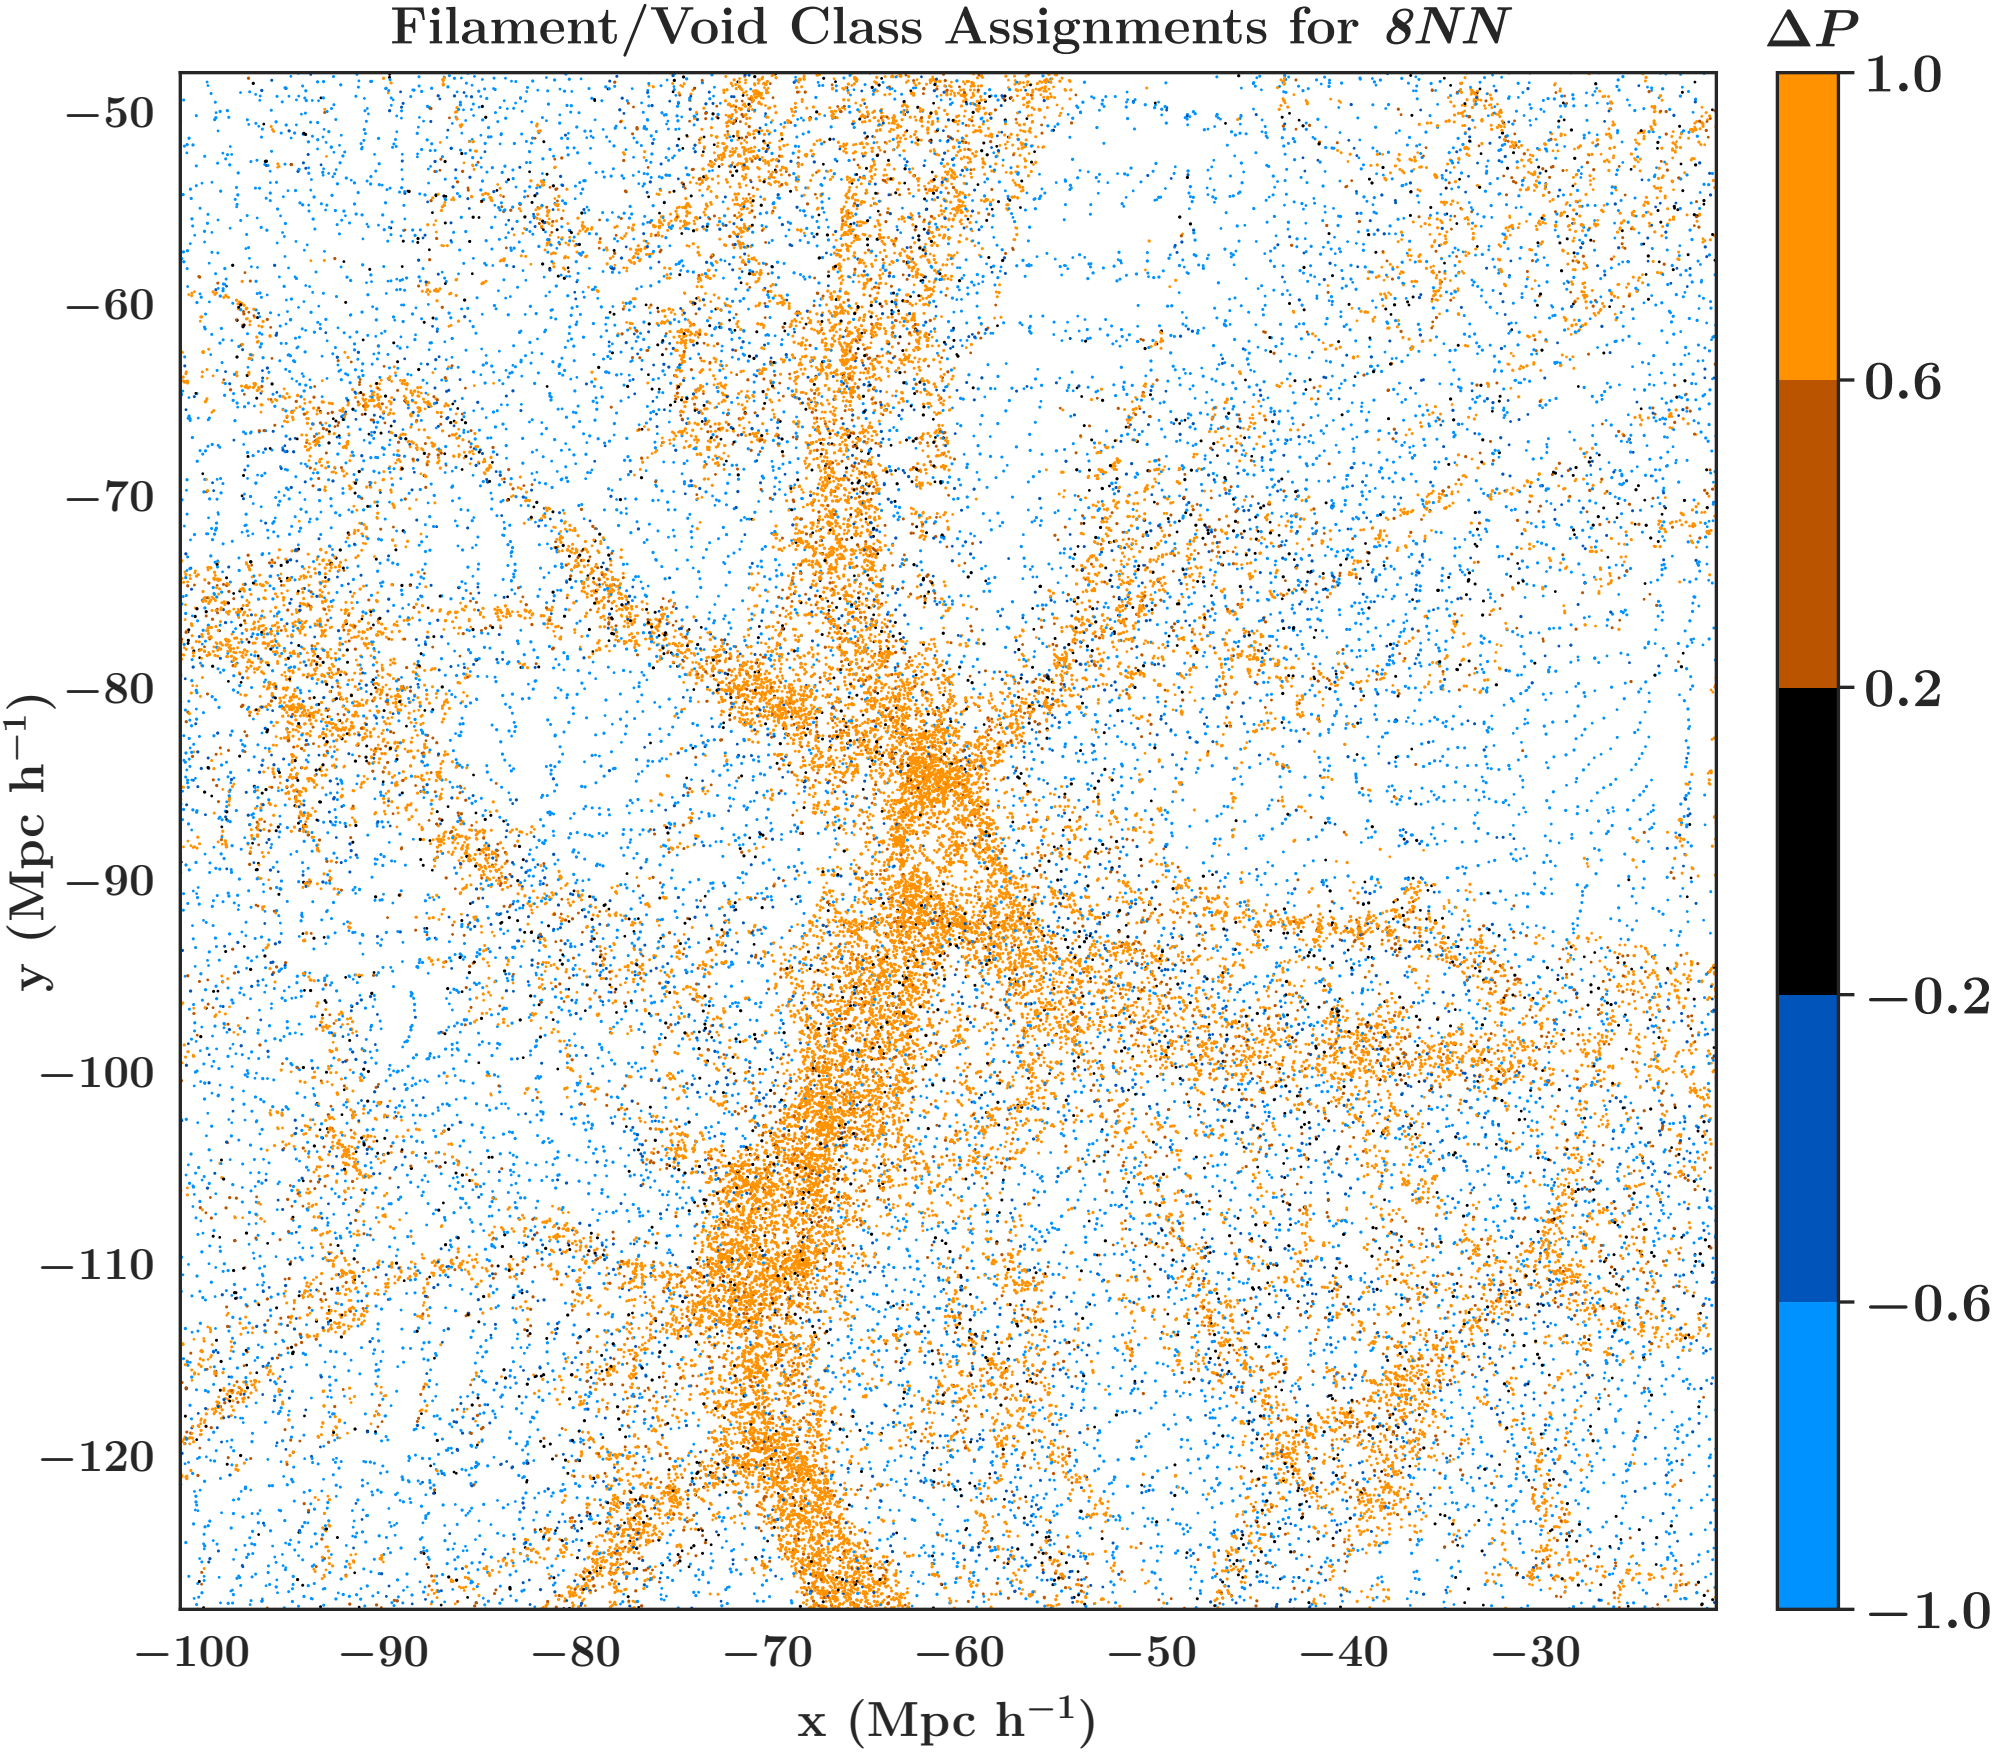 Filament/Void Class Assignments for 8NN
ΔP
1.0
0.6
0.2
−0.2
−0.6
−1.0
−50
−60
−70
−80
−90
−100
−110
−120
y (Mpc h⁻¹)
−100 −90 −80 −70 −60 −50 −40 −30
x (Mpc h⁻¹)